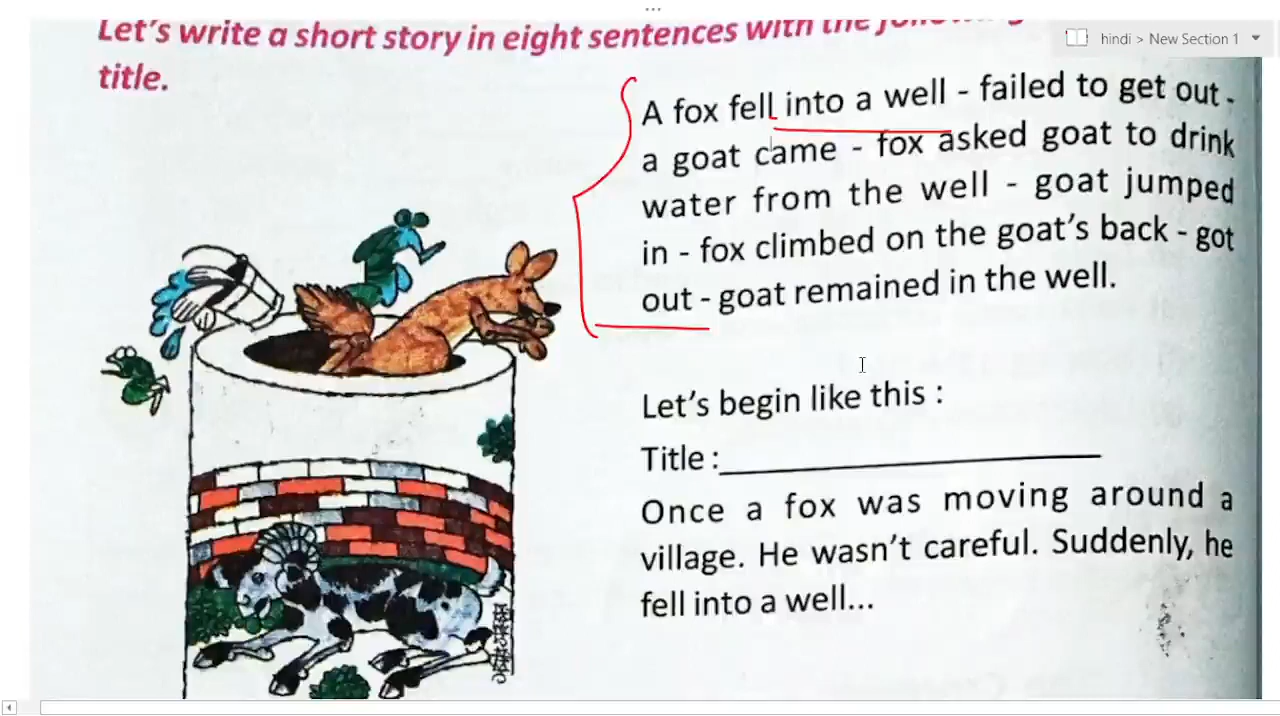 ...
hindi > New Section 1
Let's write a short story in eight sentences with the following
title.
A fox fell into a well - failed to get out -
a goat came - fox asked goat to drink
water from the well - goat jumped
in - fox climbed on the goat's back - got
out - goat remained in the well.
Let's begin like this :
Title :
Once a fox was moving around a
village. He wasn't careful. Suddenly, he
fell into a well...